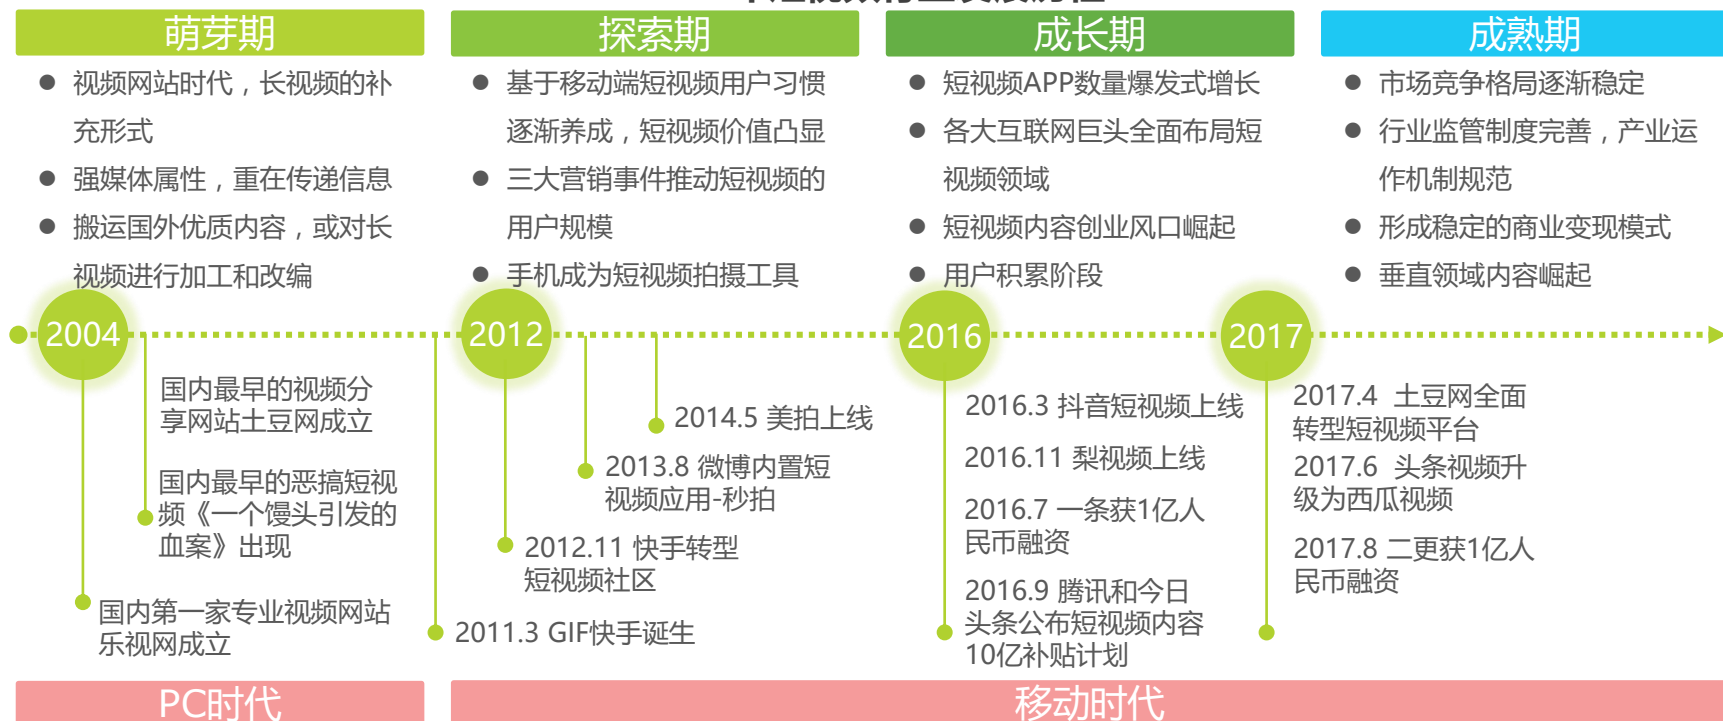 萌芽期
● 视频网站时代，长视频的补
充形式
● 强媒体属性，重在传递信息
● 搬运国外优质内容，或对长
视频进行加工和改编
探索期
● 基于移动端短视频用户习惯
逐渐养成，短视频价值凸显
● 三大营销事件推动短视频的
用户规模
● 手机成为短视频拍摄工具
成长期
● 短视频APP数量爆发式增长
● 各大互联网巨头全面布局短
视频领域
● 短视频内容创业风口崛起
● 用户积累阶段
成熟期
● 市场竞争格局逐渐稳定
● 行业监管制度完善，产业运
作机制规范
● 形成稳定的商业变现模式
● 垂直领域内容崛起
2004
2012
2016
2017
国内最早的视频分
享网站土豆网成立
国内最早的恶搞短视
频《一个馒头引发的
血案》出现
国内第一家专业视频网站
乐视网成立
2014.5 美拍上线
2013.8 微博内置短
视频应用-秒拍
2012.11 快手转型
短视频社区
2011.3 GIF快手诞生
2016.3 抖音短视频上线
2016.11 梨视频上线
2016.7 一条获1亿人
民币融资
2016.9 腾讯和今日
头条公布短视频内容
10亿补贴计划
2017.4 土豆网全面
转型短视频平台
2017.6 头条视频升
级为西瓜视频
2017.8 二更获1亿人
民币融资
PC时代
移动时代